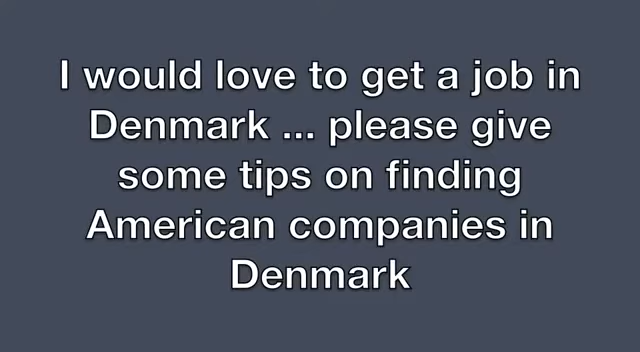 I would love to get a job in
Denmark ... please give
some tips on finding
American companies in
Denmark